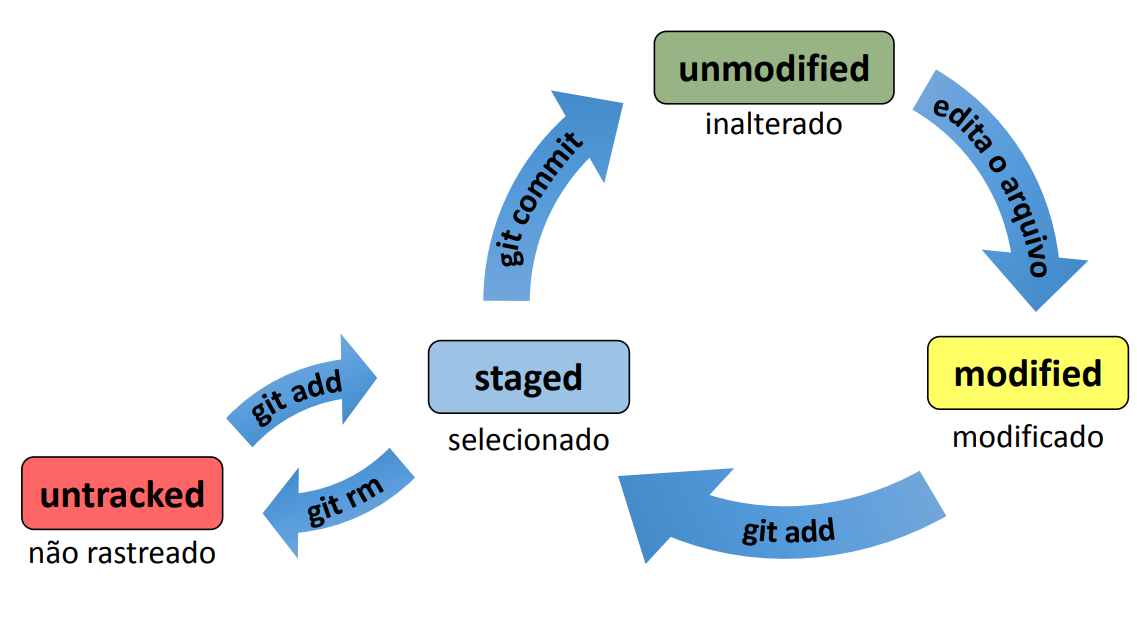 unmodified
inalterado
edita o arquivo
git commit
modified
modificado
staged
selecionado
git add
git rm
untracked
não rastreado
git add